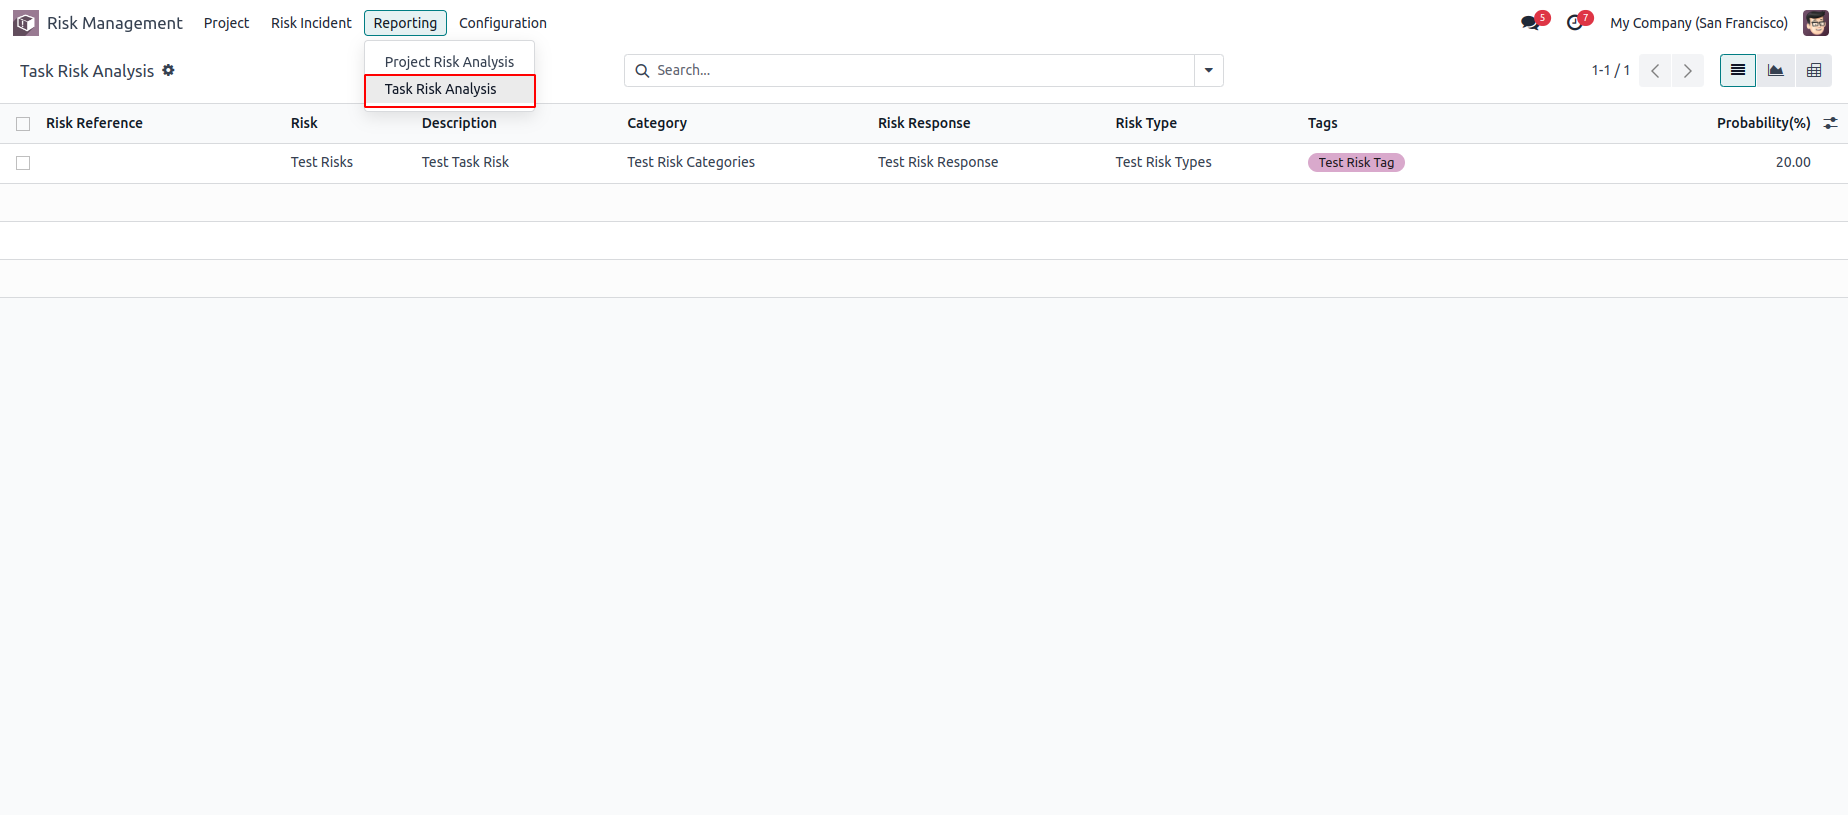 Risk Management Project Risk Incident Reporting Configuration 5 7 My Company (San Francisco)
Project Risk Analysis
Task Risk Analysis
Task Risk Analysis Search... 1-1 / 1
Risk Reference Risk Description Category Risk Response Risk Type Tags Probability(%)
Test Risks Test Task Risk Test Risk Categories Test Risk Response Test Risk Types Test Risk Tag 20.00